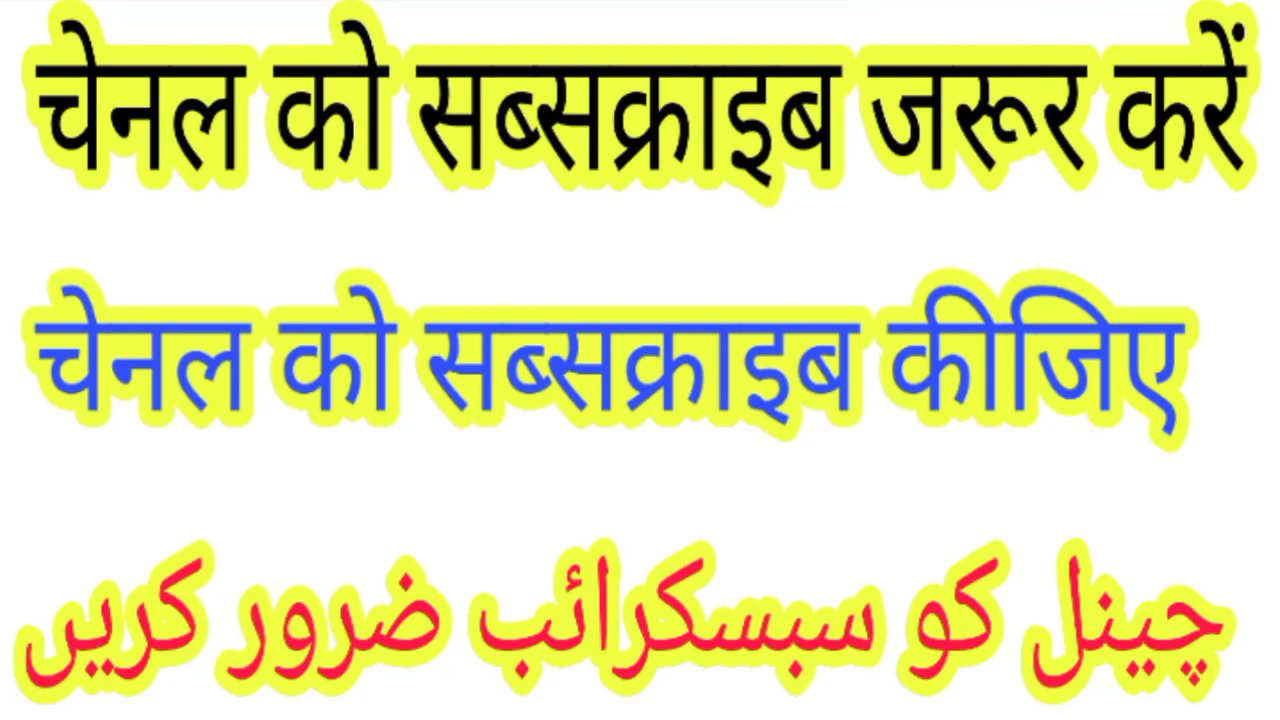 चेनल को सब्सक्राइब जरूर करें
चेनल को सब्सक्राइब कीजिए
چینل کو سبسکرائب ضرور کریں